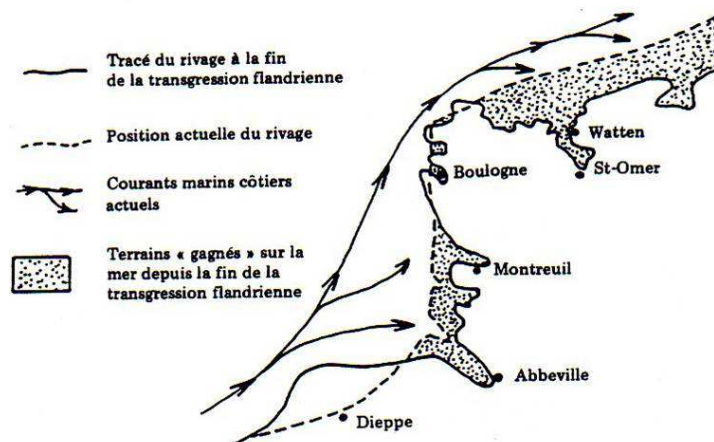 Tracé du rivage à la fin
de la transgression flandrienne
Position actuelle du rivage
Courants marins côtiers
actuels
Terrains « gagnés » sur la
mer depuis la fin de la
transgression flandrienne
Watten
St-Omer
Boulogne
Montreuil
Abbeville
Dieppe